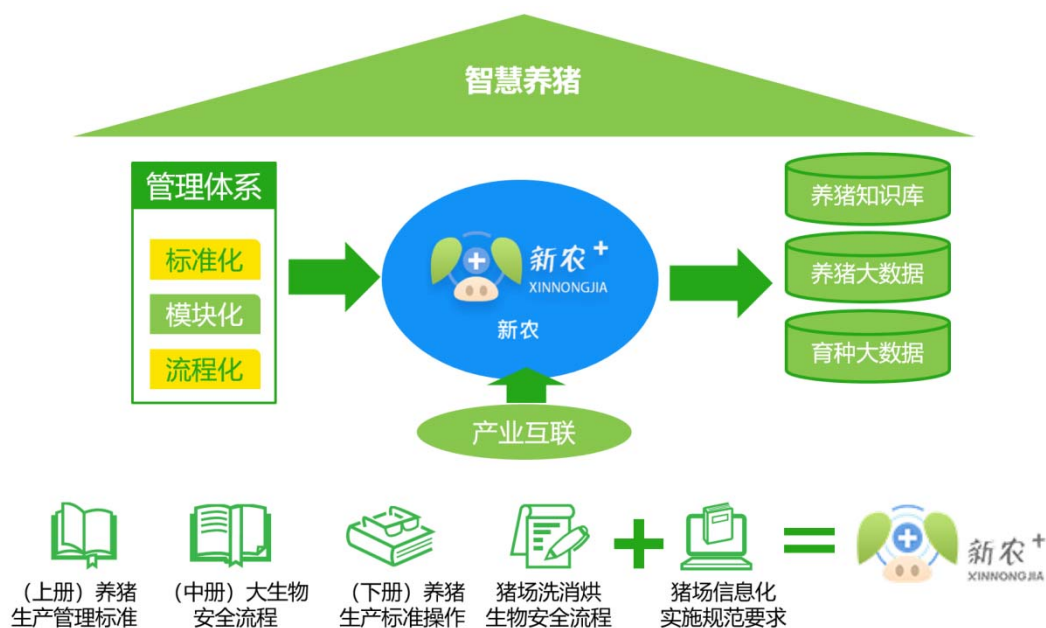 智慧养猪
管理体系
标准化
模块化
流程化
新农+
XINNONGJIA
新农
产业互联
养猪知识库
养猪大数据
育种大数据
（上册）养猪
生产管理标准
（中册）大生物
安全流程
（下册）养猪
生产标准操作
猪场洗消烘
生物安全流程
+
猪场信息化
实施规范要求
=
新农+
XINNONGJIA